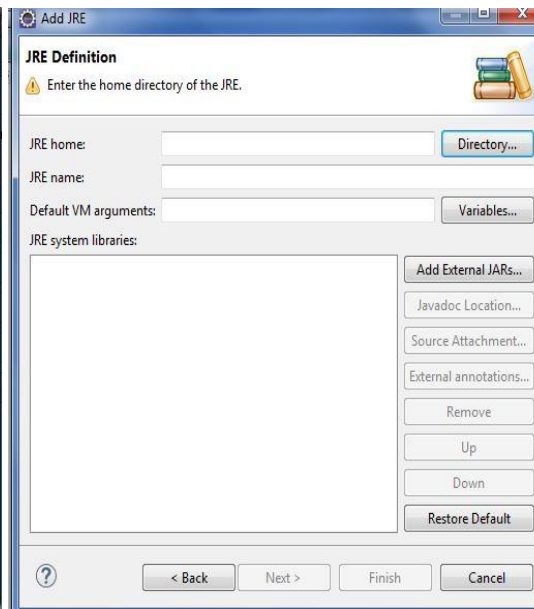 Add JRE
JRE Definition
Enter the home directory of the JRE.
JRE home:
Directory...
JRE name:
Default VM arguments:
Variables...
JRE system libraries:
Add External JARs...
Javadoc Location...
Source Attachment...
External annotations...
Remove
Up
Down
Restore Default
?
< Back
Next >
Finish
Cancel